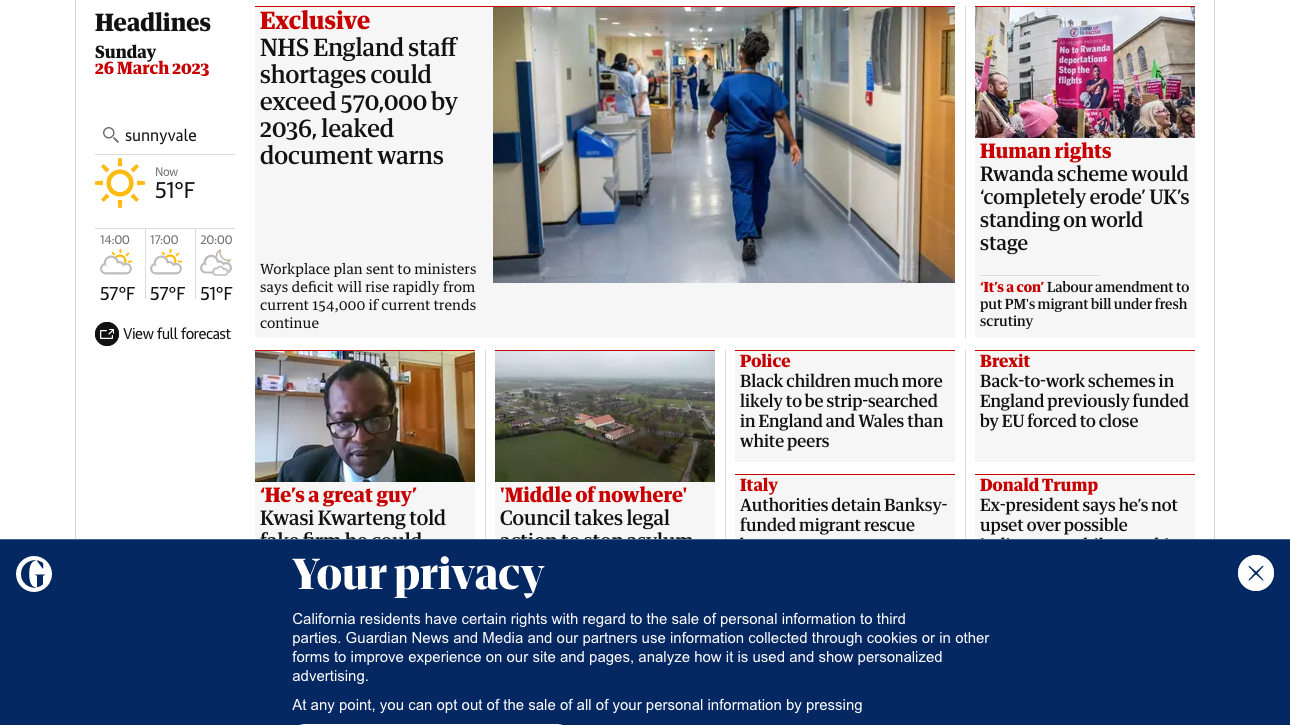 Headlines
Sunday
26 March 2023
sunnyvale
Now
51°F
14:00
17:00
20:00
57°F
57°F
51°F
View full forecast
Exclusive
NHS England staff
shortages could
exceed 570,000 by
2036, leaked
document warns
Workplace plan sent to ministers
says deficit will rise rapidly from
current 154,000 if current trends
continue
No to Rwanda
deportations
Stop the
flights
Human rights
Rwanda scheme would
‘completely erode’ UK’s
standing on world
stage
‘It’s a con’ Labour amendment to
put PM's migrant bill under fresh
scrutiny
‘He’s a great guy’
Kwasi Kwarteng told
fake firm he could
'Middle of nowhere'
Council takes legal
action to stop asylum
Police
Black children much more
likely to be strip-searched
in England and Wales than
white peers
Italy
Authorities detain Banksy-
funded migrant rescue
Brexit
Back-to-work schemes in
England previously funded
by EU forced to close
Donald Trump
Ex-president says he’s not
upset over possible
Your privacy
California residents have certain rights with regard to the sale of personal information to third
parties. Guardian News and Media and our partners use information collected through cookies or in other
forms to improve experience on our site and pages, analyze how it is used and show personalized
advertising.
At any point, you can opt out of the sale of all of your personal information by pressing